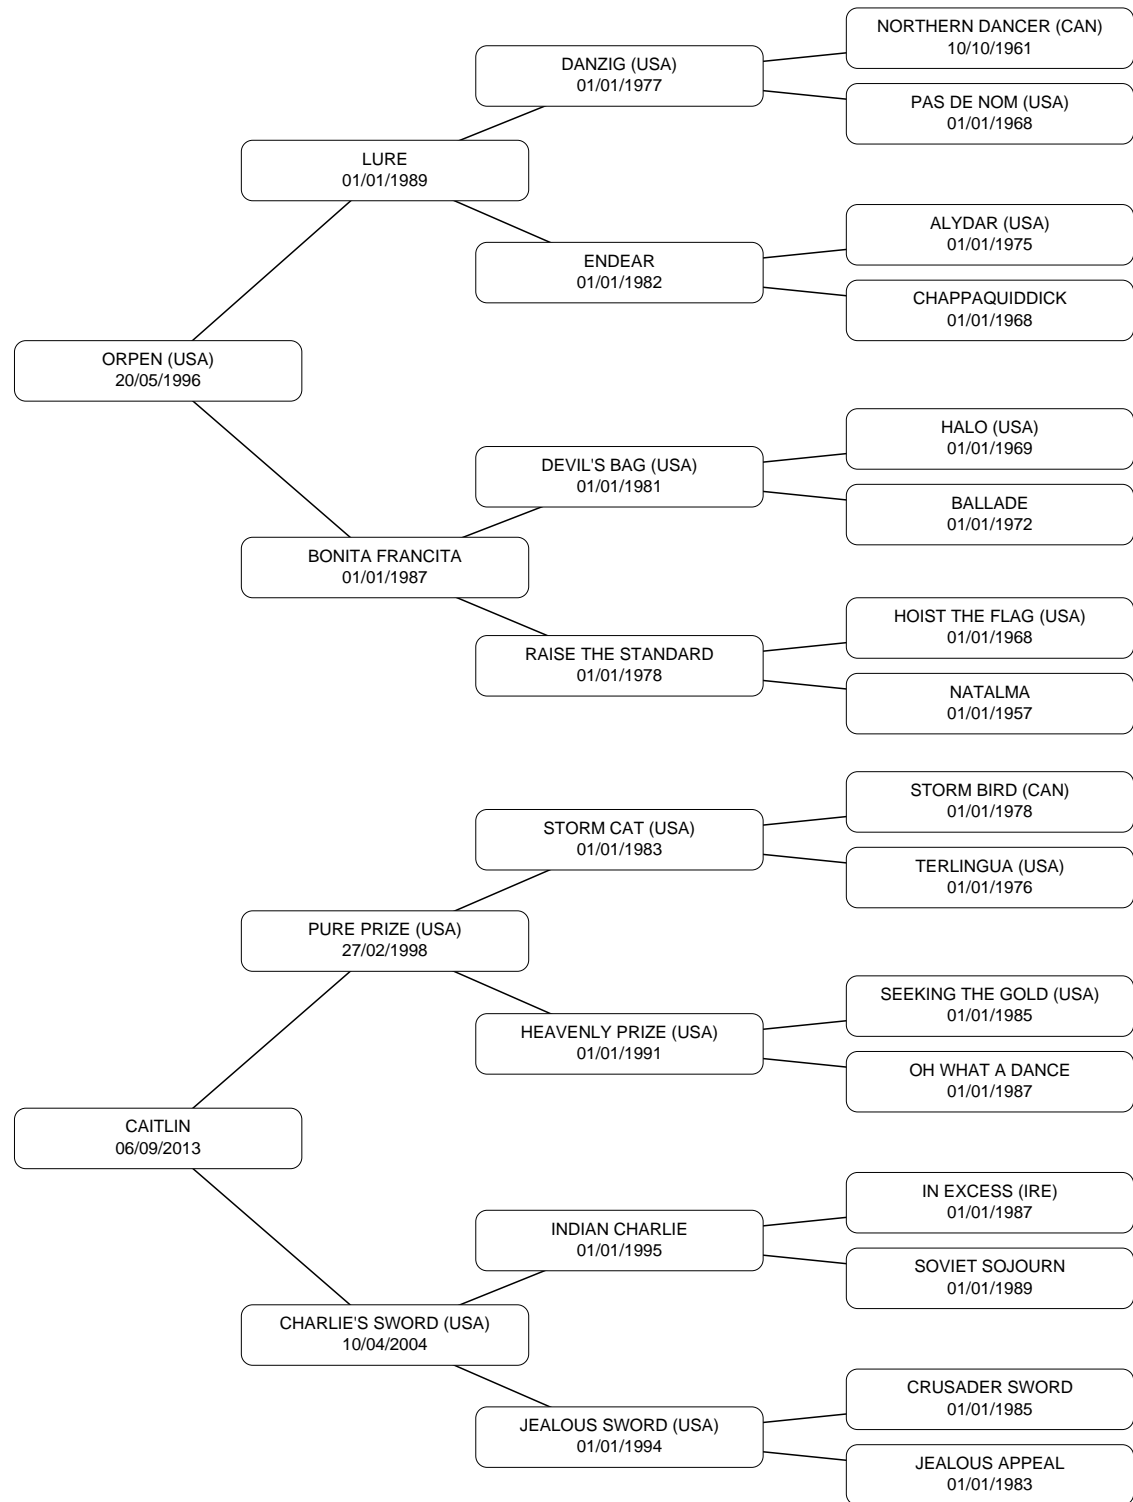 NORTHERN DANCER (CAN)
10/10/1961
DANZIG (USA)
01/01/1977
PAS DE NOM (USA)
01/01/1968
LURE
01/01/1989
ALYDAR (USA)
01/01/1975
ENDEAR
01/01/1982
CHAPPAQUIDDICK
01/01/1968
ORPEN (USA)
20/05/1996
HALO (USA)
01/01/1969
DEVIL'S BAG (USA)
01/01/1981
BALLADE
01/01/1972
BONITA FRANCITA
01/01/1987
HOIST THE FLAG (USA)
01/01/1968
RAISE THE STANDARD
01/01/1978
NATALMA
01/01/1957
STORM BIRD (CAN)
01/01/1978
STORM CAT (USA)
01/01/1983
TERLINGUA (USA)
01/01/1976
PURE PRIZE (USA)
27/02/1998
SEEKING THE GOLD (USA)
01/01/1985
HEAVENLY PRIZE (USA)
01/01/1991
OH WHAT A DANCE
01/01/1987
CAITLIN
06/09/2013
IN EXCESS (IRE)
01/01/1987
INDIAN CHARLIE
01/01/1995
SOVIET SOJOURN
01/01/1989
CHARLIE'S SWORD (USA)
10/04/2004
CRUSADER SWORD
01/01/1985
JEALOUS SWORD (USA)
01/01/1994
JEALOUS APPEAL
01/01/1983